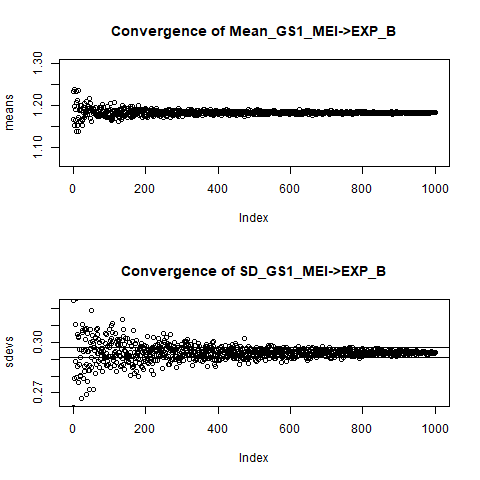 Convergence of Mean_GS1_MEI->EXP_B
means
1.30
1.20
1.10
0 200 400 600 800 1000
Index
Convergence of SD_GS1_MEI->EXP_B
sdevs
0.30
0.27
0 200 400 600 800 1000
Index